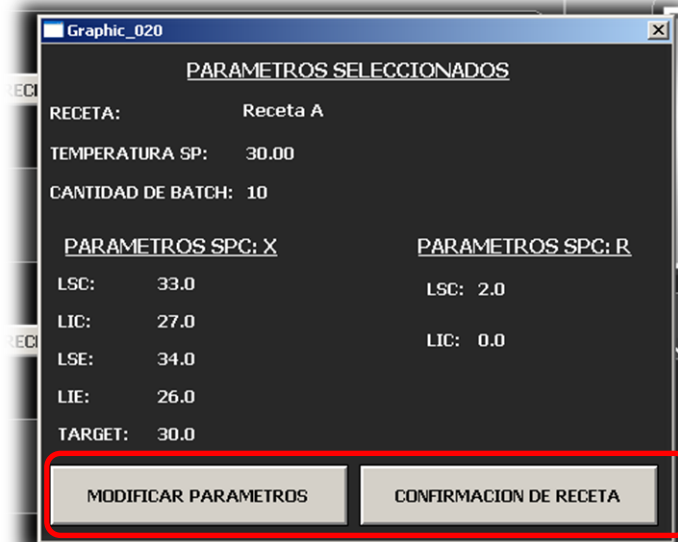 Graphic_020
PARAMETROS SELECCIONADOS
RECETA: Receta A
TEMPERATURA SP: 30.00
CANTIDAD DE BATCH: 10
PARAMETROS SPC: X
LSC: 33.0
LIC: 27.0
LSE: 34.0
LIE: 26.0
TARGET: 30.0
PARAMETROS SPC: R
LSC: 2.0
LIC: 0.0
MODIFICAR PARAMETROS
CONFIRMACION DE RECETA